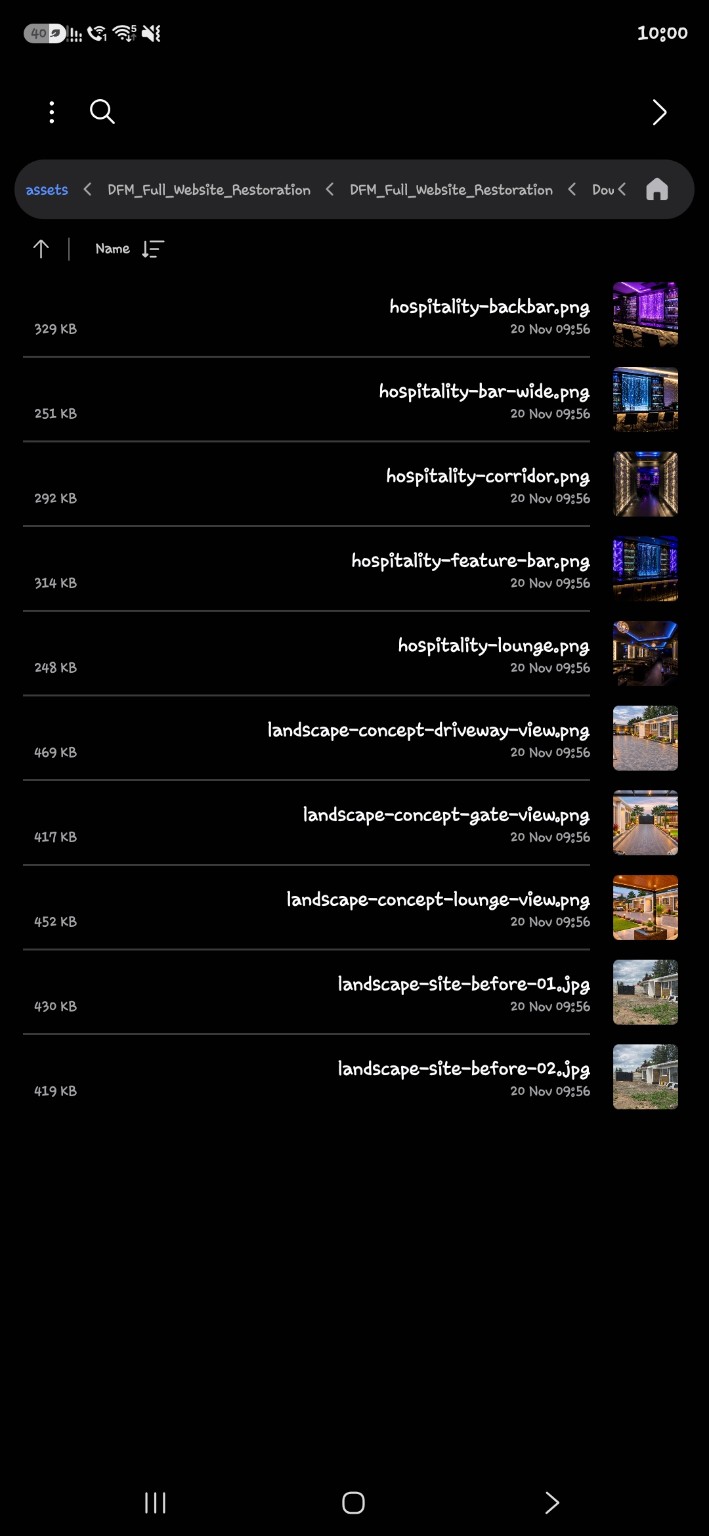 40 1 5 10:00
assets < DFM_Full_Website_Restoration < DFM_Full_Website_Restoration < Dow <
Name
hospitality-backbar.png
329 KB 20 Nov 09:56
hospitality-bar-wide.png
251 KB 20 Nov 09:56
hospitality-corridor.png
292 KB 20 Nov 09:56
hospitality-feature-bar.png
314 KB 20 Nov 09:56
hospitality-lounge.png
248 KB 20 Nov 09:56
landscape-concept-driveway-view.png
469 KB 20 Nov 09:56
landscape-concept-gate-view.png
417 KB 20 Nov 09:56
landscape-concept-lounge-view.png
452 KB 20 Nov 09:56
landscape-site-before-01.jpg
430 KB 20 Nov 09:56
landscape-site-before-02.jpg
419 KB 20 Nov 09:56